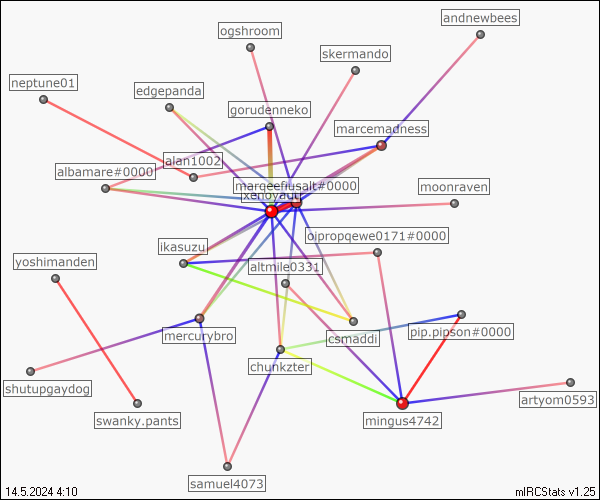 andnewbees
ogshroom
skermando
neptune01
edgepanda
gorudenneko
marcemadness
alan1002
albamare#0000
marqeefiusalt#0000
xenoyaut
moonraven
oipropqewe0171#0000
ikasuzu
yoshimanden
altmile0331
pip.pipson#0000
mercurybro
csmaddi
chunkzter
shutupgaydog
artyom0593
swanky.pants
mingus4742
samuel4073
14.5.2024 4:10
mIRCStats v1.25